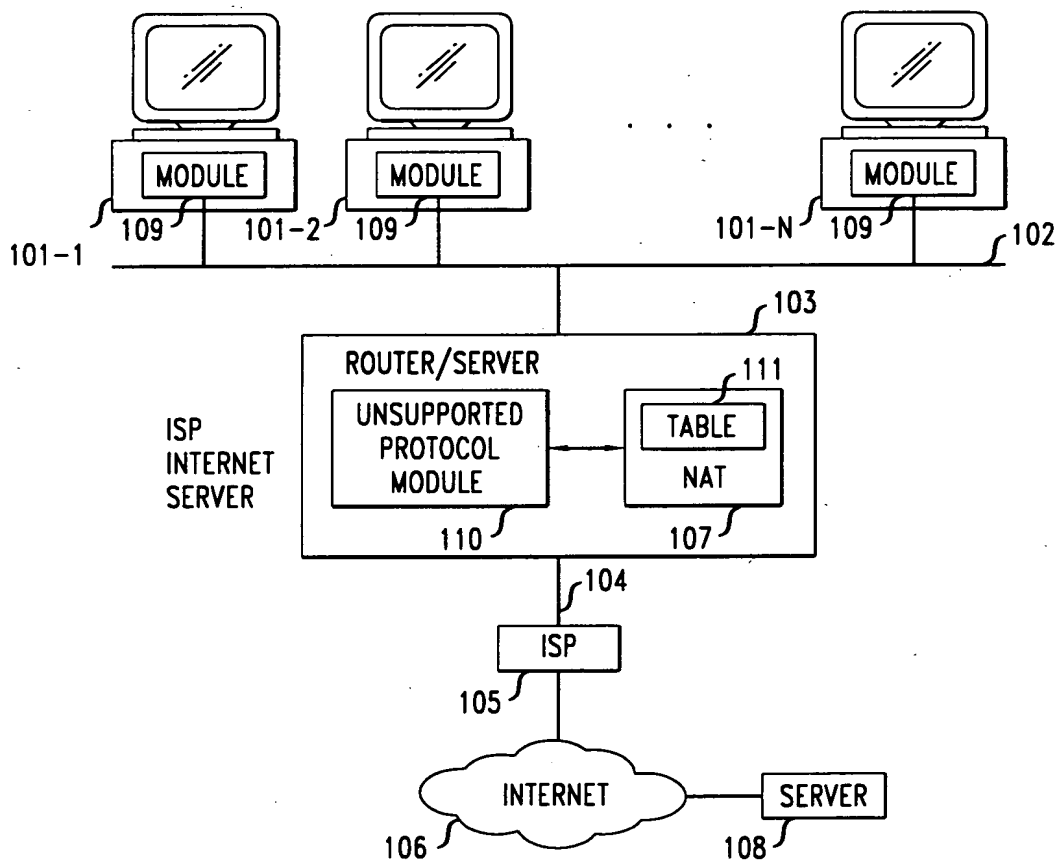 MODULE
MODULE
. . .
MODULE
109
109
109
101-1
101-2
101-N
102
103
ROUTER/SERVER
111
UNSUPPORTED
PROTOCOL
MODULE
TABLE
NAT
110
107
ISP
INTERNET
SERVER
104
ISP
105
INTERNET
SERVER
106
108